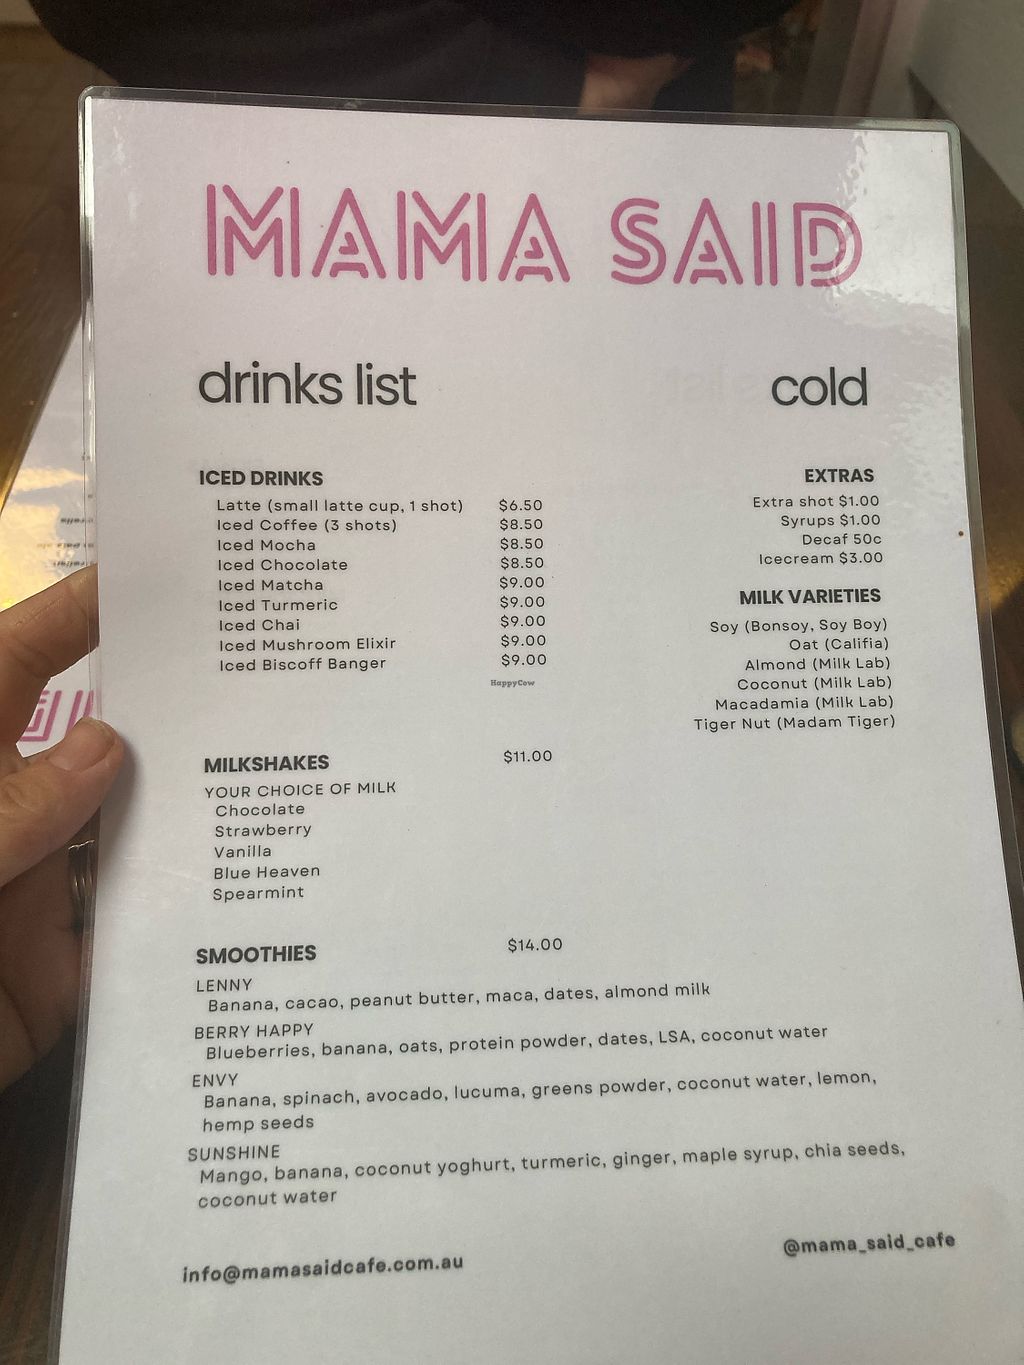 MAMA SAID
drinks list
cold
ICED DRINKS
Latte (small latte cup, 1 shot) $6.50
Iced Coffee (3 shots) $8.50
Iced Mocha $8.50
Iced Chocolate $8.50
Iced Matcha $9.00
Iced Turmeric $9.00
Iced Chai $9.00
Iced Mushroom Elixir $9.00
Iced Biscoff Banger $9.00
HappyCow
EXTRAS
Extra shot $1.00
Syrups $1.00
Decaf 50c
Icecream $3.00
MILK VARIETIES
Soy (Bonsoy, Soy Boy)
Oat (Califia)
Almond (Milk Lab)
Coconut (Milk Lab)
Macadamia (Milk Lab)
Tiger Nut (Madam Tiger)
MILKSHAKES $11.00
YOUR CHOICE OF MILK
Chocolate
Strawberry
Vanilla
Blue Heaven
Spearmint
SMOOTHIES $14.00
LENNY
Banana, cacao, peanut butter, maca, dates, almond milk
BERRY HAPPY
Blueberries, banana, oats, protein powder, dates, LSA, coconut water
ENVY
Banana, spinach, avocado, lucuma, greens powder, coconut water, lemon,
hemp seeds
SUNSHINE
Mango, banana, coconut yoghurt, turmeric, ginger, maple syrup, chia seeds,
coconut water
info@mamasaidcafe.com.au
@mama_said_cafe